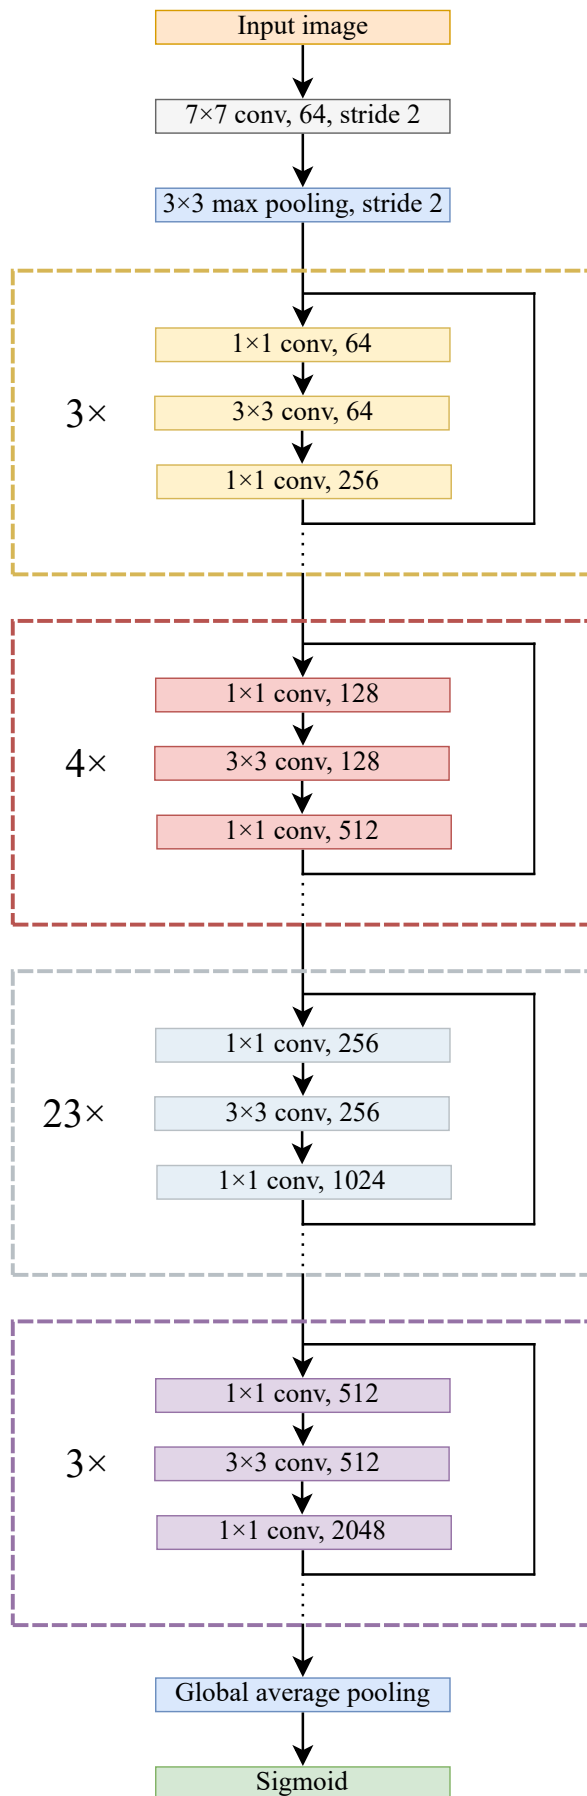 Input image
7×7 conv, 64, stride 2
3×3 max pooling, stride 2
1×1 conv, 64
3×
3×3 conv, 64
1×1 conv, 256
1×1 conv, 128
4×
3×3 conv, 128
1×1 conv, 512
1×1 conv, 256
23×
3×3 conv, 256
1×1 conv, 1024
1×1 conv, 512
3×
3×3 conv, 512
1×1 conv, 2048
Global average pooling
Sigmoid